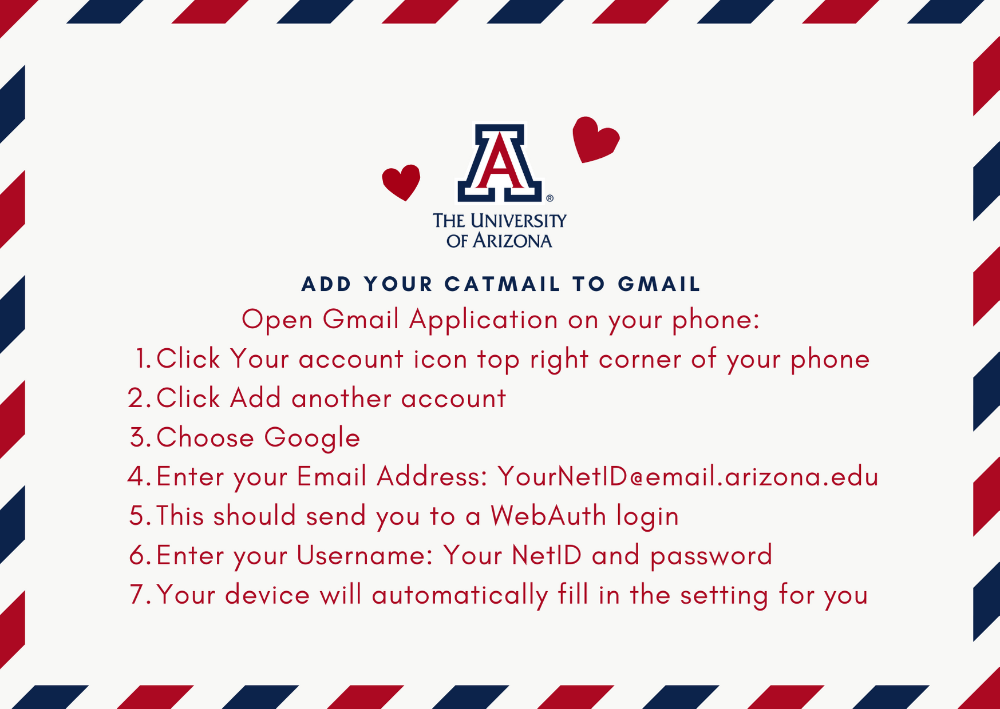 A ®
THE UNIVERSITY
OF ARIZONA
ADD YOUR CATMAIL TO GMAIL
Open Gmail Application on your phone:
1. Click Your account icon top right corner of your phone
2. Click Add another account
3. Choose Google
4. Enter your Email Address: YourNetID@email.arizona.edu
5. This should send you to a WebAuth login
6. Enter your Username: Your NetID and password
7. Your device will automatically fill in the setting for you